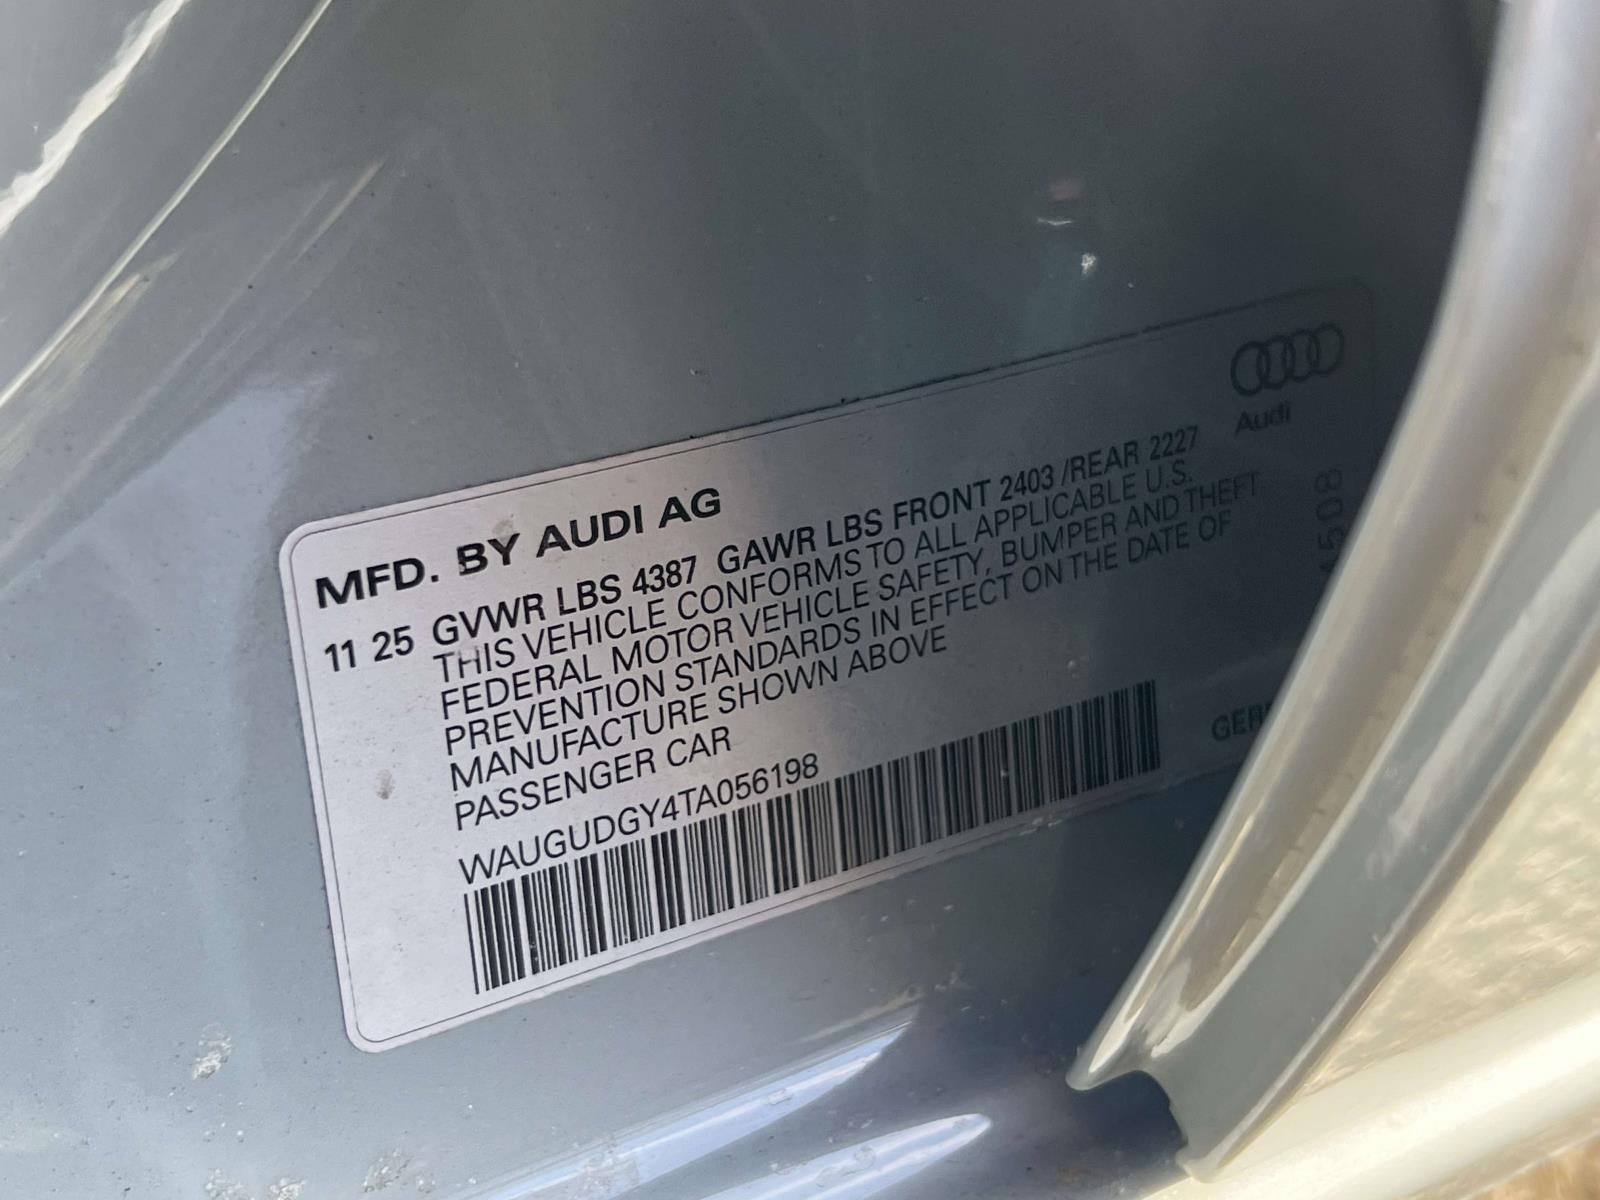 Audi
MFD. BY AUDI AG
11 25 GVWR LBS 4387 GAWR LBS FRONT 2403 /REAR 2227
THIS VEHICLE CONFORMS TO ALL APPLICABLE U.S.
FEDERAL MOTOR VEHICLE SAFETY, BUMPER AND THEFT
PREVENTION STANDARDS IN EFFECT ON THE DATE OF
MANUFACTURE SHOWN ABOVE
PASSENGER CAR
WAUGUDGY4TA056198